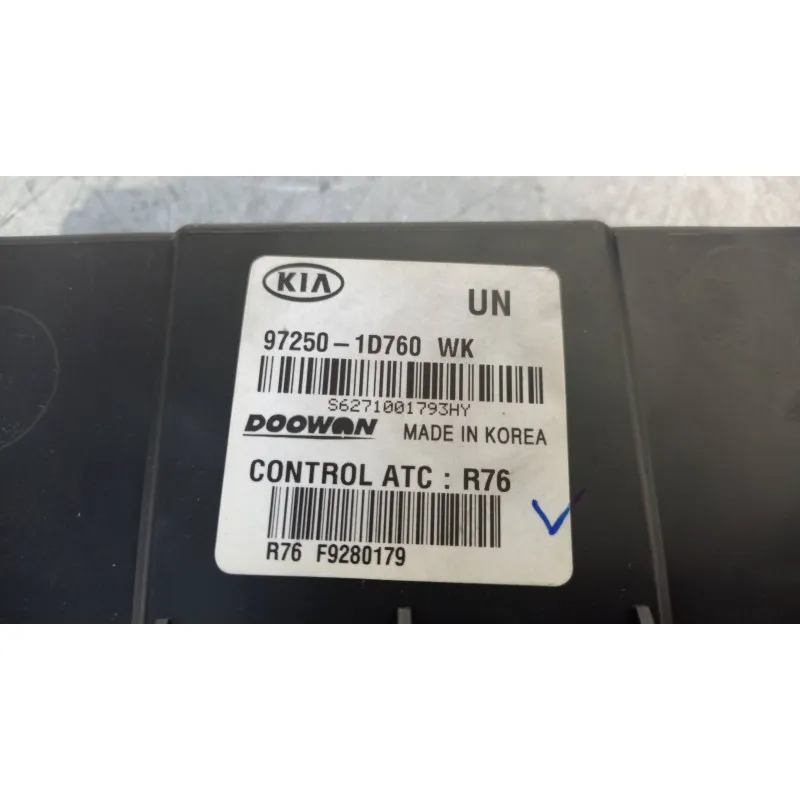 KIA
UN
97250-1D760 WK
S6271001793HY
DOOWON MADE IN KOREA
CONTROL ATC : R76
R76 F9280179